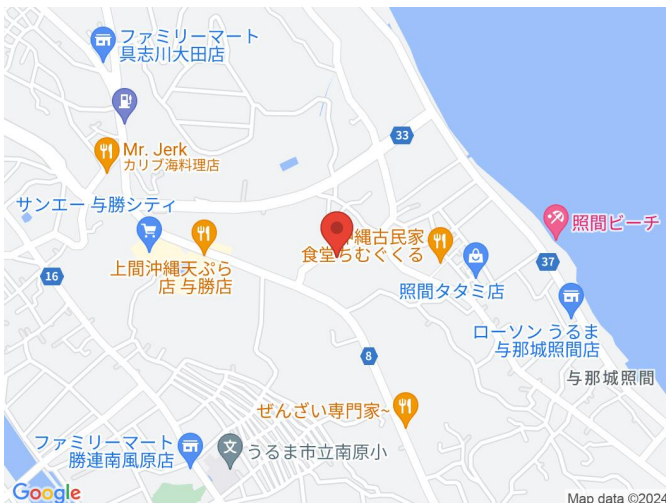 ファミリーマート
具志川大田店
Mr. Jerk
カリブ海料理店
33
サンエー 与勝シティ
沖縄古民家
食堂ちむぐくる
照間ビーチ
37
16
上間沖縄天ぷら
店 与勝店
照間タタミ店
ローソン うるま
与那城照間店
8
与那城照間
ぜんざい専門家~
ファミリーマート
勝連南風原店
うるま市立南原小
Google
Map data ©2024